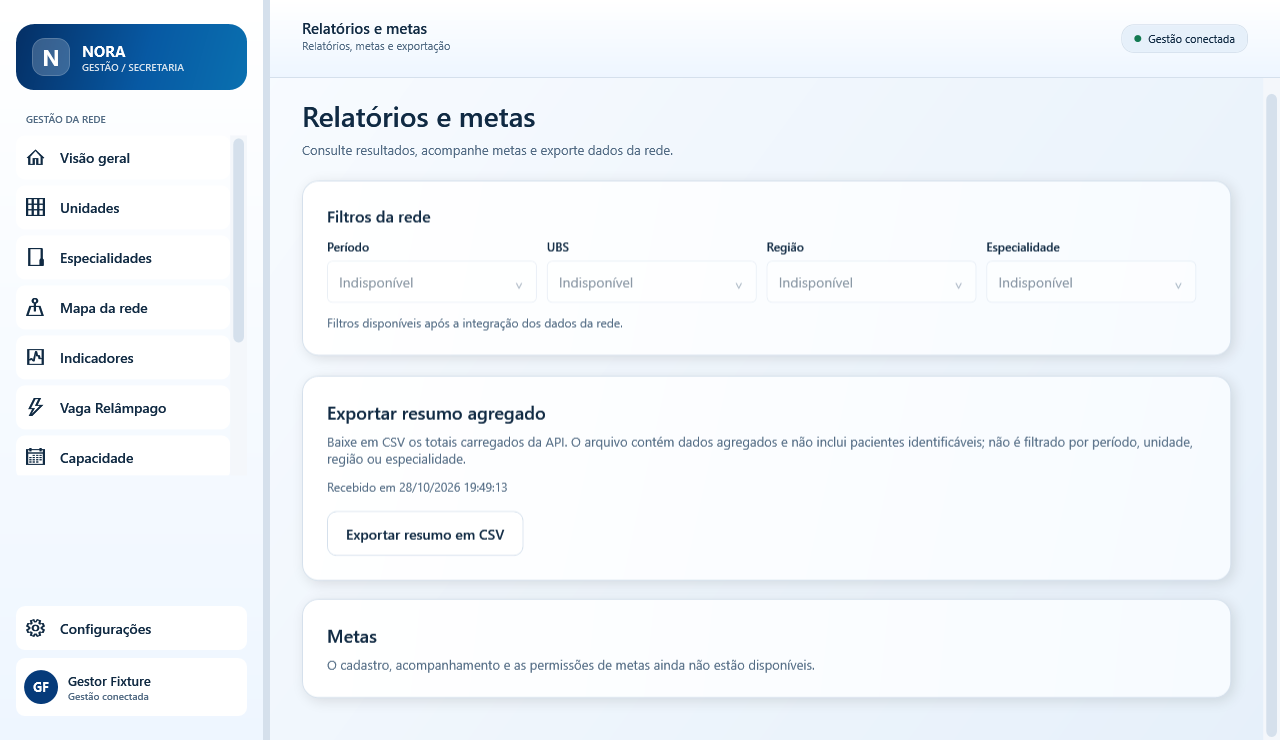 N
NORA
GESTÃO / SECRETARIA
GESTÃO DA REDE
Visão geral
Unidades
Especialidades
Mapa da rede
Indicadores
Vaga Relâmpago
Capacidade
Configurações
GF
Gestor Fixture
Gestão conectada
Relatórios e metas
Relatórios, metas e exportação
Gestão conectada
Relatórios e metas
Consulte resultados, acompanhe metas e exporte dados da rede.
Filtros da rede
Período
UBS
Região
Especialidade
Indisponível
Indisponível
Indisponível
Indisponível
Filtros disponíveis após a integração dos dados da rede.
Exportar resumo agregado
Baixe em CSV os totais carregados da API. O arquivo contém dados agregados e não inclui pacientes identificáveis; não é filtrado por período, unidade,
região ou especialidade.
Recebido em 28/10/2026 19:49:13
Exportar resumo em CSV
Metas
O cadastro, acompanhamento e as permissões de metas ainda não estão disponíveis.